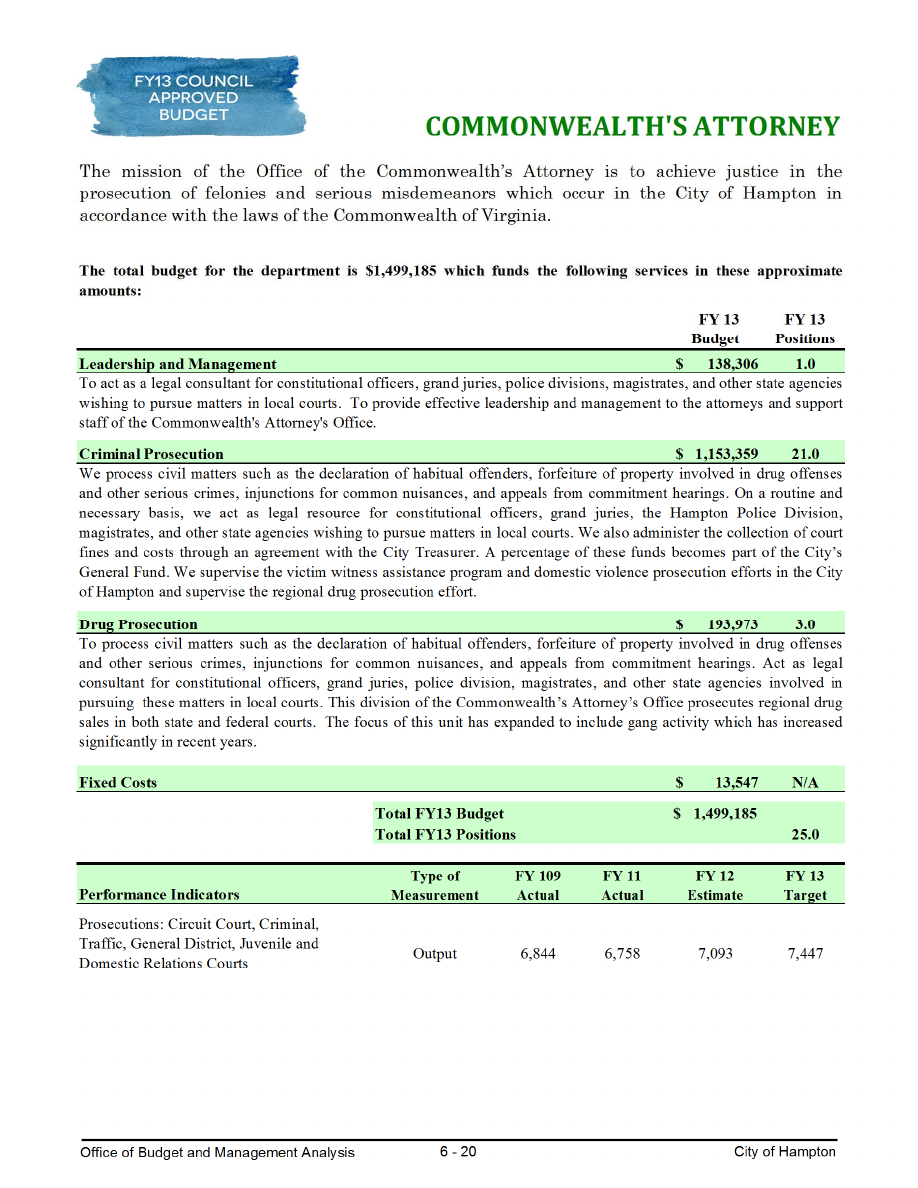 FY13 COUNCIL
APPROVED
BUDGET
COMMONWEALTH'S ATTORNEY
The mission of the Office of the Commonwealth's Attorney is to achieve justice in the
prosecution of felonies and serious misdemeanors which occur in the City of Hampton in
accordance with the laws of the Commonwealth of Virginia.
The total budget for the department is $1,499,185 which funds the following services in these approximate
amounts:
FY 13 FY 13
Budget Positions
Leadership and Management $ 138,306 1.0
To act as a legal consultant for constitutional officers, grand juries, police divisions, magistrates, and other state agencies
wishing to pursue matters in local courts. To provide effective leadership and management to the attorneys and support
staff of the Commonwealth's Attorney's Office.
Criminal Prosecution $ 1,153,359 21.0
We process civil matters such as the declaration of habitual offenders, forfeiture of property involved in drug offenses
and other serious crimes, injunctions for common nuisances, and appeals from commitment hearings. On a routine and
necessary basis, we act as legal resource for constitutional officers, grand juries, the Hampton Police Division,
magistrates, and other state agencies wishing to pursue matters in local courts. We also administer the collection of court
fines and costs through an agreement with the City Treasurer. A percentage of these funds becomes part of the City's
General Fund. We supervise the victim witness assistance program and domestic violence prosecution efforts in the City
of Hampton and supervise the regional drug prosecution effort.
Drug Prosecution $ 193,973 3.0
To process civil matters such as the declaration of habitual offenders, forfeiture of property involved in drug offenses
and other serious crimes, injunctions for common nuisances, and appeals from commitment hearings. Act as legal
consultant for constitutional officers, grand juries, police division, magistrates, and other state agencies involved in
pursuing these matters in local courts. This division of the Commonwealth's Attorney's Office prosecutes regional drug
sales in both state and federal courts. The focus of this unit has expanded to include gang activity which has increased
significantly in recent years.
Fixed Costs $ 13,547 N/A
Total FY13 Budget $ 1,499,185
Total FY13 Positions 25.0
Type of FY 109 FY 11 FY 12 FY 13
Performance Indicators Measurement Actual Actual Estimate Target
Prosecutions: Circuit Court, Criminal,
Traffic, General District, Juvenile and
Domestic Relations Courts
Output 6,844 6,758 7,093 7,447
Office of Budget and Management Analysis 6 - 20 City of Hampton